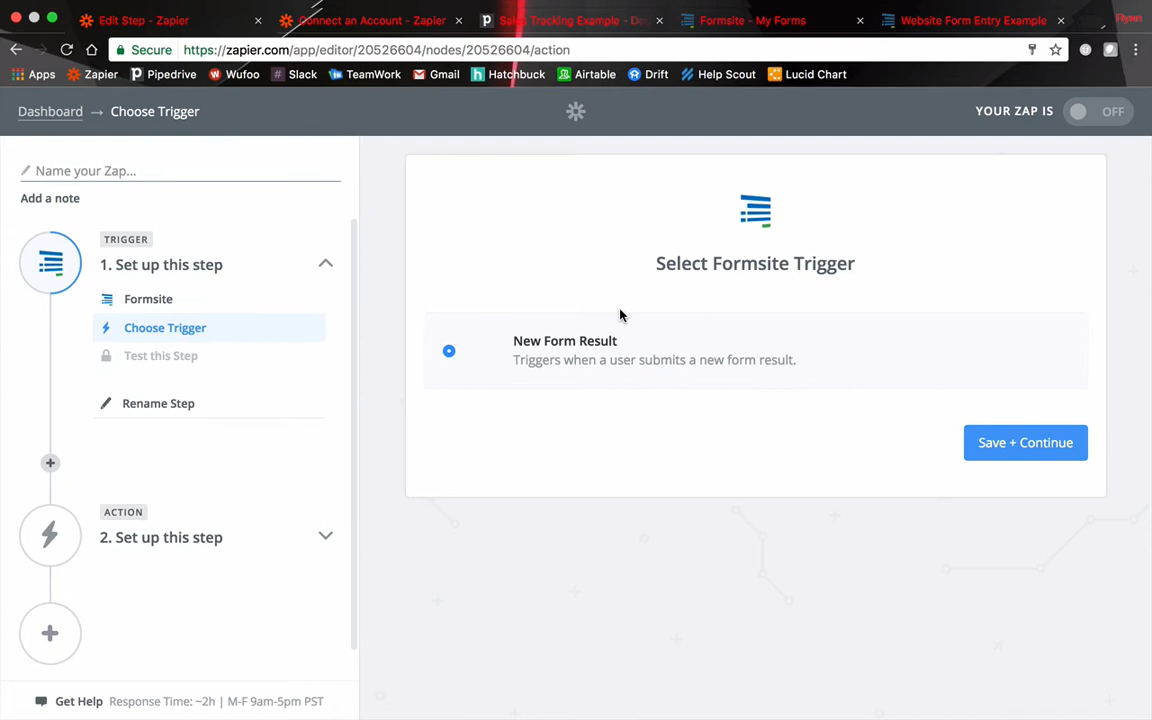 Edit Step - Zapier
Connect an Account - Zapier
Sales Tracking Example - De
Formsite - My Forms
Website Form Entry Example
Secure
https://zapier.com/app/editor/20526604/nodes/20526604/action
Apps
Zapier
Pipedrive
Wufoo
Slack
TeamWork
Gmail
Hatchbuck
Airtable
Drift
Help Scout
Lucid Chart
Dashboard → Choose Trigger
YOUR ZAP IS
OFF
Name your Zap...
Add a note
TRIGGER
1. Set up this step
Formsite
Choose Trigger
Test this Step
Rename Step
ACTION
2. Set up this step
Get Help Response Time: ~2h | M-F 9am-5pm PST
Select Formsite Trigger
New Form Result
Triggers when a user submits a new form result.
Save + Continue